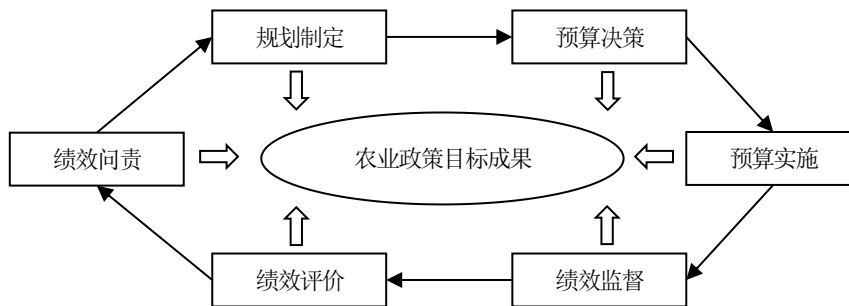 规划制定
预算决策
绩效问责
农业政策目标成果
预算实施
绩效评价
绩效监督